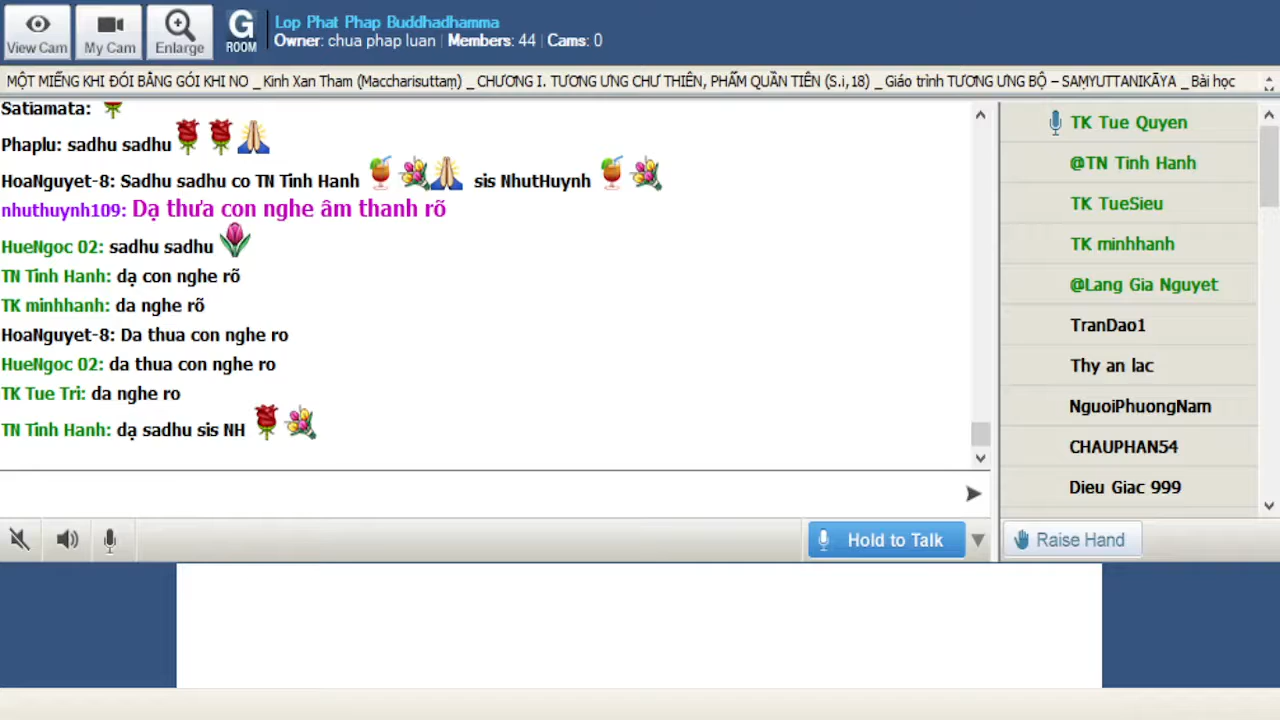 View Cam
My Cam
Enlarge
G
ROOM
Lop Phat Phap Buddhadhamma
Owner: chua phap luan | Members: 44 | Cams: 0
MỘT MIẾNG KHI ĐÓI BẰNG GÓI KHI NO _ Kinh Xan Tham (Maccharisuttaṃ) _ CHƯƠNG I. TƯƠNG ƯNG CHƯ THIÊN, PHẨM QUẦN TIÊN (S.i,18) _ Giáo trình TƯƠNG ƯNG BỘ – SAṂYUTTANIKĀYA _ Bài học
Satiamata:
Phaplu: sadhu sadhu
HoaNguyet-8: Sadhu sadhu co TN Tinh Hanh sis NhutHuynh
nhuthuynh109: Dạ thưa con nghe âm thanh rõ
HueNgoc 02: sadhu sadhu
TN Tinh Hanh: dạ con nghe rõ
TK minhhanh: da nghe rõ
HoaNguyet-8: Da thua con nghe ro
HueNgoc 02: da thua con nghe ro
TK Tue Tri: da nghe ro
TN Tinh Hanh: dạ sadhu sis NH
Hold to Talk
TK Tue Quyen
@TN Tinh Hanh
TK TueSieu
TK minhhanh
@Lang Gia Nguyet
TranDao1
Thy an lac
NguoiPhuongNam
CHAUPHAN54
Dieu Giac 999
Raise Hand